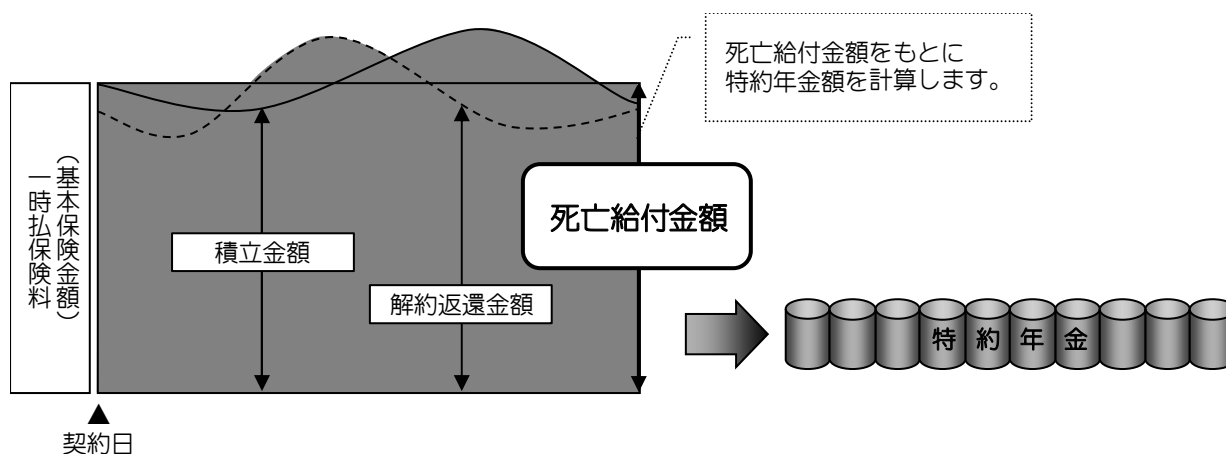 死亡給付金額をもとに
特約年金額を計算します。
一時払保険料
（基本保険金額）
死亡給付金額
積立金額
解約返還金額
特約年金
▲
契約日